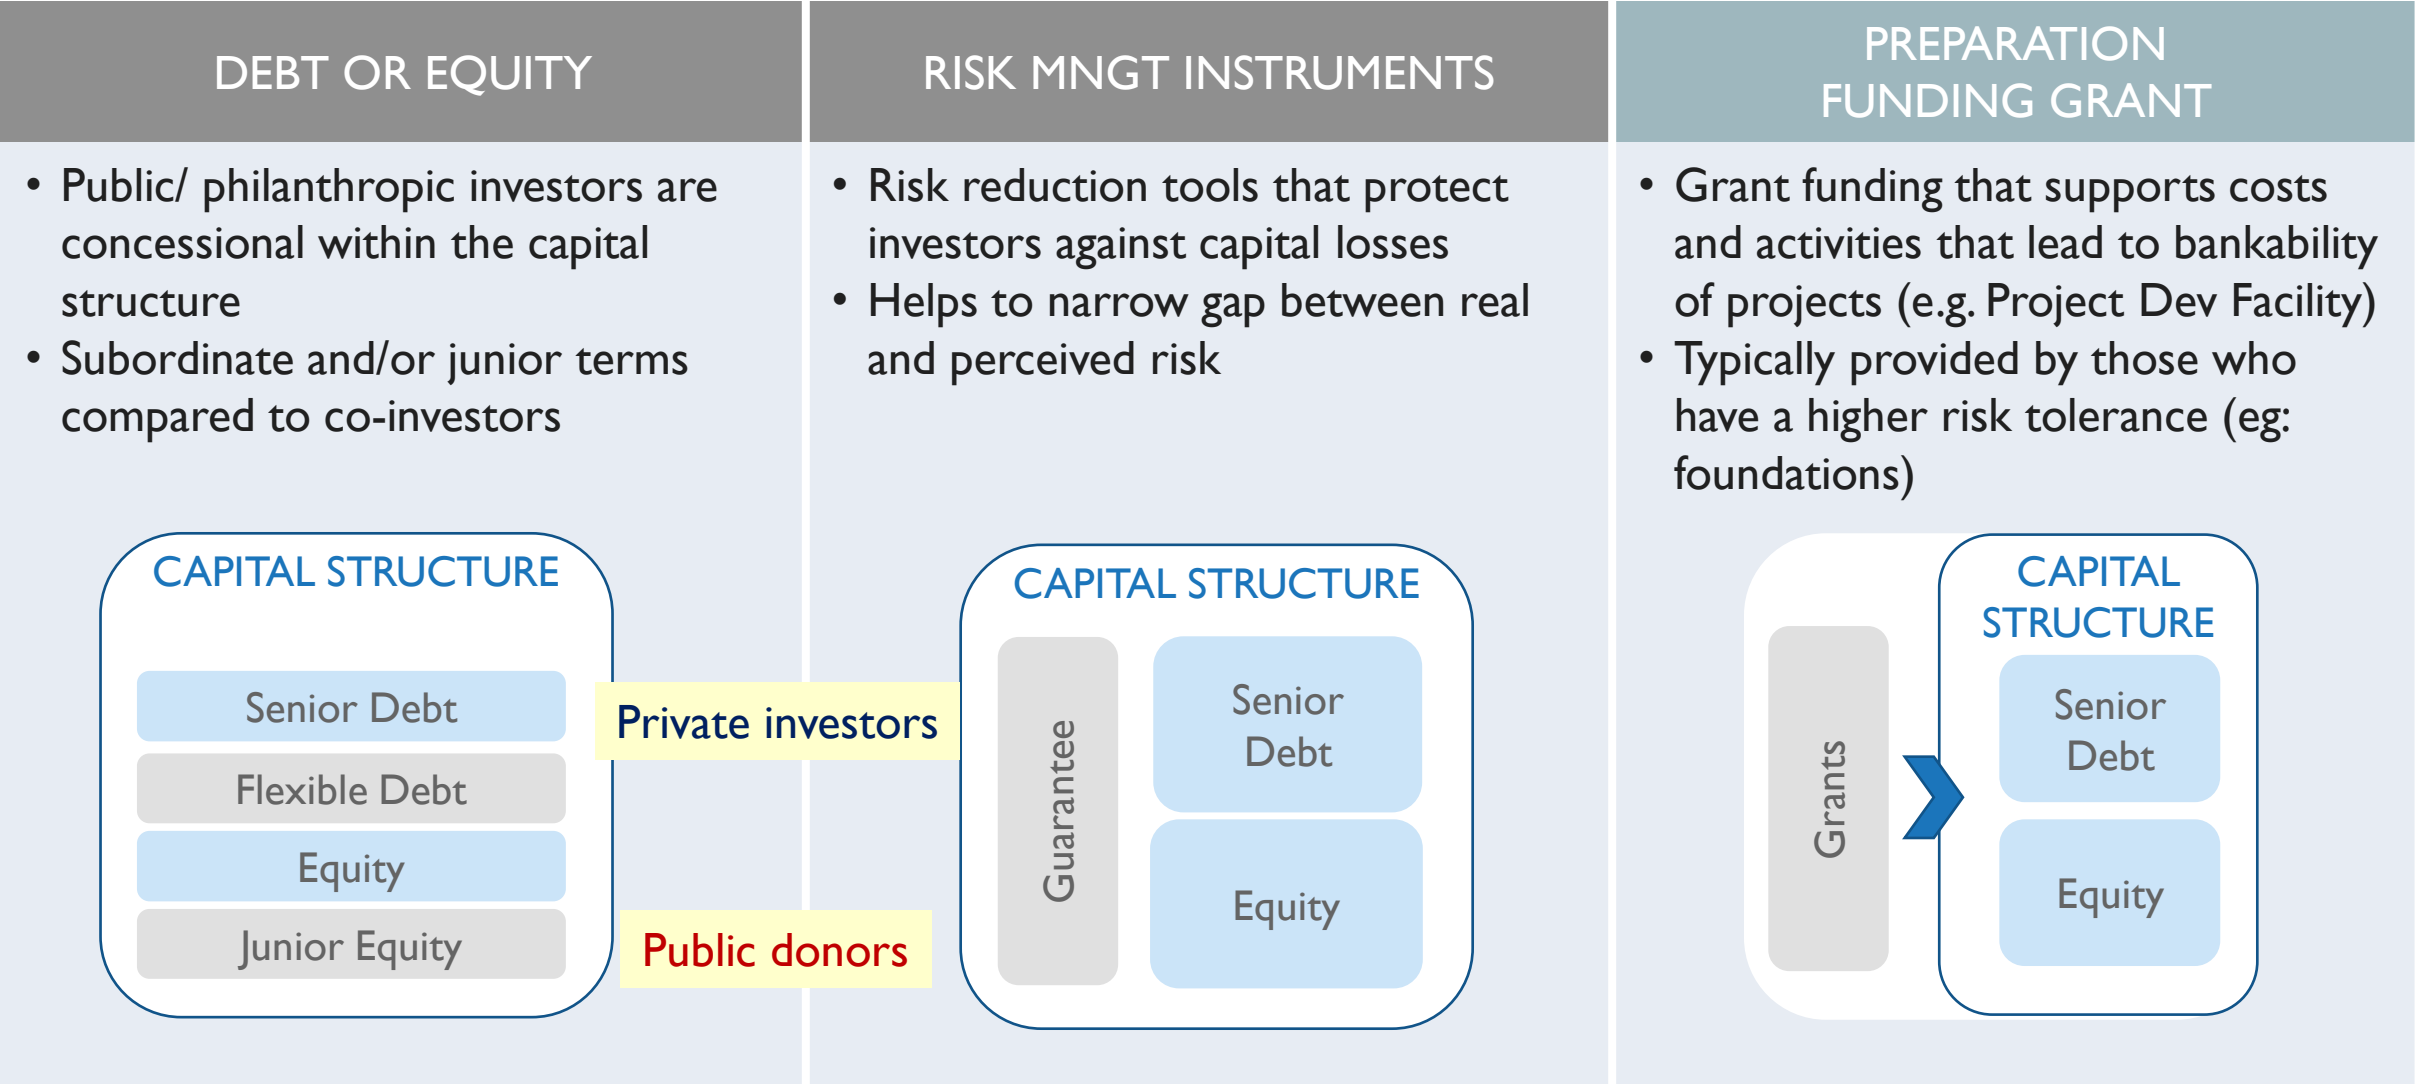 DEBT OR EQUITY
• Public/ philanthropic investors are
concessional within the capital
structure
• Subordinate and/or junior terms
compared to co-investors
CAPITAL STRUCTURE
Senior Debt
Flexible Debt
Equity
Junior Equity
Private investors
Public donors
RISK MNGT INSTRUMENTS
• Risk reduction tools that protect
investors against capital losses
• Helps to narrow gap between real
and perceived risk
CAPITAL STRUCTURE
Guarantee
Senior
Debt
Equity
PREPARATION
FUNDING GRANT
• Grant funding that supports costs
and activities that lead to bankability
of projects (e.g. Project Dev Facility)
• Typically provided by those who
have a higher risk tolerance (eg:
foundations)
Grants
CAPITAL
STRUCTURE
Senior
Debt
Equity